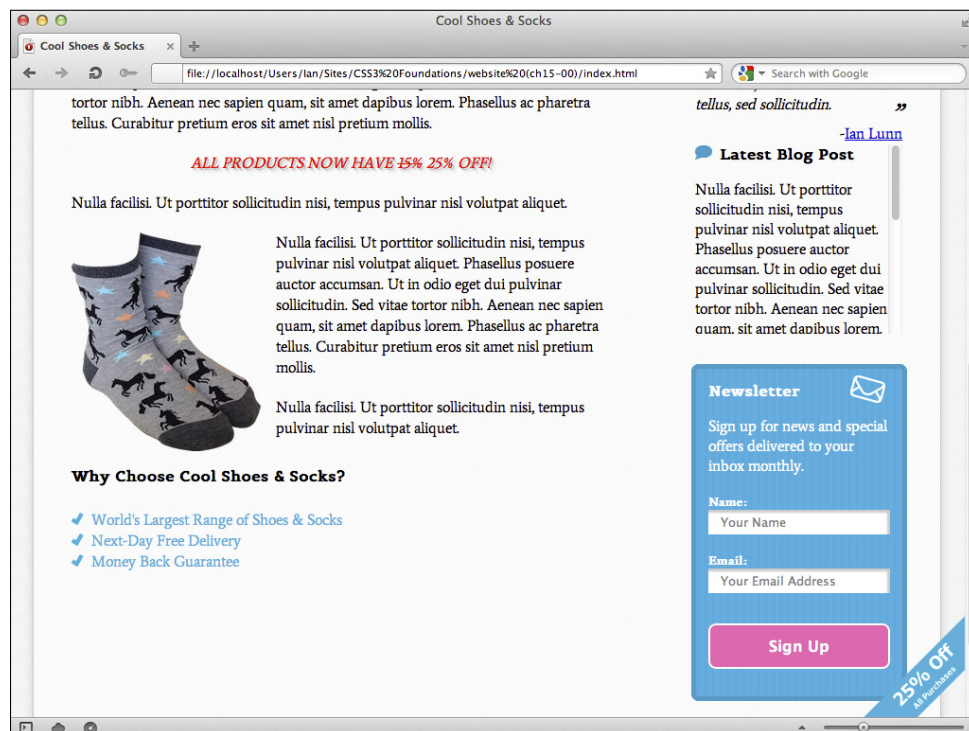 Cool Shoes & Socks
Cool Shoes & Socks
file://localhost/Users/Ian/Sites/CSS3%20Foundations/website%20(ch15-00)/index.html
Search with Google
tortor nibh. Aenean nec sapien quam, sit amet dapibus lorem. Phasellus ac pharetra
tellus. Curabitur pretium eros sit amet nisl pretium mollis.
ALL PRODUCTS NOW HAVE 15% 25% OFF!
Nulla facilisi. Ut porttitor sollicitudin nisi, tempus pulvinar nisl volutpat aliquet.
Nulla facilisi. Ut porttitor sollicitudin nisi, tempus
pulvinar nisl volutpat aliquet. Phasellus posuere
auctor accumsan. Ut in odio eget dui pulvinar
sollicitudin. Sed vitae tortor nibh. Aenean nec sapien
quam, sit amet dapibus lorem. Phasellus ac pharetra
tellus. Curabitur pretium eros sit amet nisl pretium
mollis.
Nulla facilisi. Ut porttitor sollicitudin nisi, tempus
pulvinar nisl volutpat aliquet.
Why Choose Cool Shoes & Socks?
World's Largest Range of Shoes & Socks
Next-Day Free Delivery
Money Back Guarantee
tellus, sed sollicitudin.
”
-Ian Lunn
Latest Blog Post
Nulla facilisi. Ut porttitor
sollicitudin nisi, tempus
pulvinar nisl volutpat aliquet.
Phasellus posuere auctor
accumsan. Ut in odio eget dui
pulvinar sollicitudin. Sed vitae
tortor nibh. Aenean nec sapien
quam, sit amet dapibus lorem.
Newsletter
Sign up for news and special
offers delivered to your
inbox monthly.
Name:
Your Name
Email:
Your Email Address
Sign Up
25% Off
All Purchases